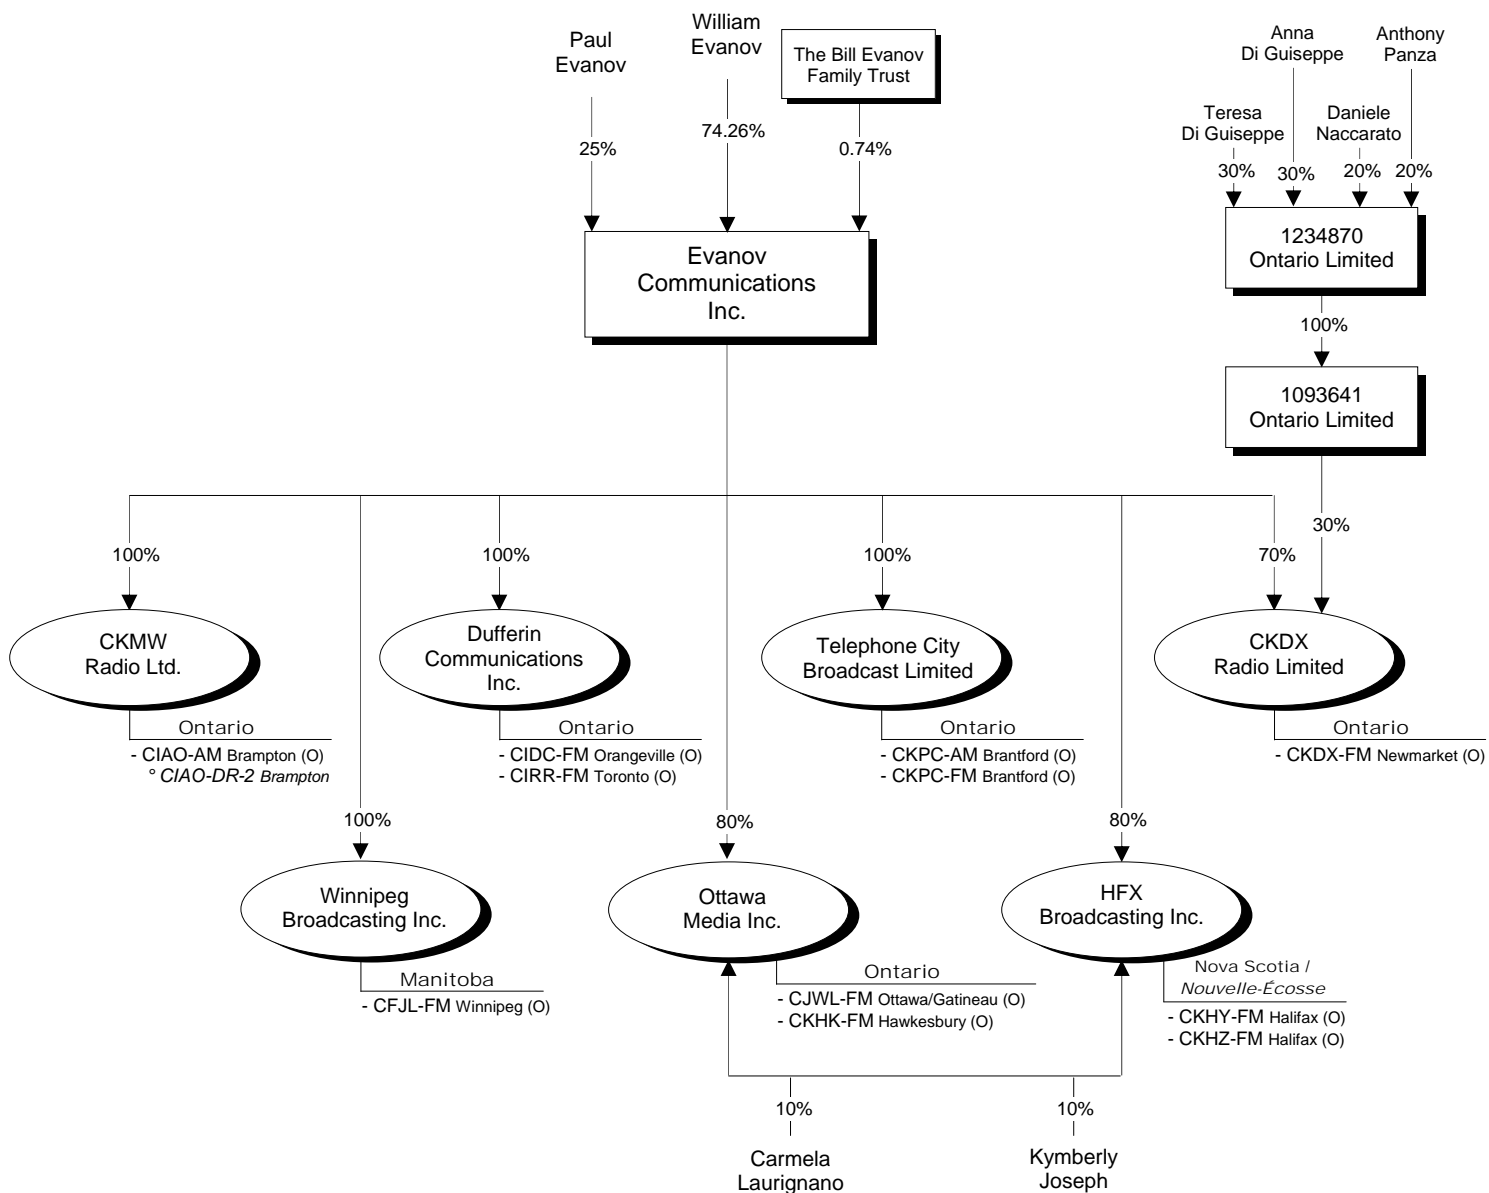 Paul
Evanov
William
Evanov
The Bill Evanov
Family Trust
Anna
Di Guiseppe
Anthony
Panza
Teresa
Di Guiseppe
Daniele
Naccarato
25%
74.26%
0.74%
30%
30%
20%
20%
Evanov
Communications
Inc.
1234870
Ontario Limited
100%
1093641
Ontario Limited
100%
100%
100%
70%
30%
CKMW
Radio Ltd.
Dufferin
Communications
Inc.
Telephone City
Broadcast Limited
CKDX
Radio Limited
Ontario
- CIAO-AM Brampton (O)
° CIAO-DR-2 Brampton
Ontario
- CIDC-FM Orangeville (O)
- CIRR-FM Toronto (O)
Ontario
- CKPC-AM Brantford (O)
- CKPC-FM Brantford (O)
Ontario
- CKDX-FM Newmarket (O)
100%
80%
80%
Winnipeg
Broadcasting Inc.
Ottawa
Media Inc.
HFX
Broadcasting Inc.
Manitoba
- CFJL-FM Winnipeg (O)
Ontario
- CJWL-FM Ottawa/Gatineau (O)
- CKHK-FM Hawkesbury (O)
Nova Scotia /
Nouvelle-Écosse
- CKHY-FM Halifax (O)
- CKHZ-FM Halifax (O)
10%
10%
Carmela
Laurignano
Kymberly
Joseph